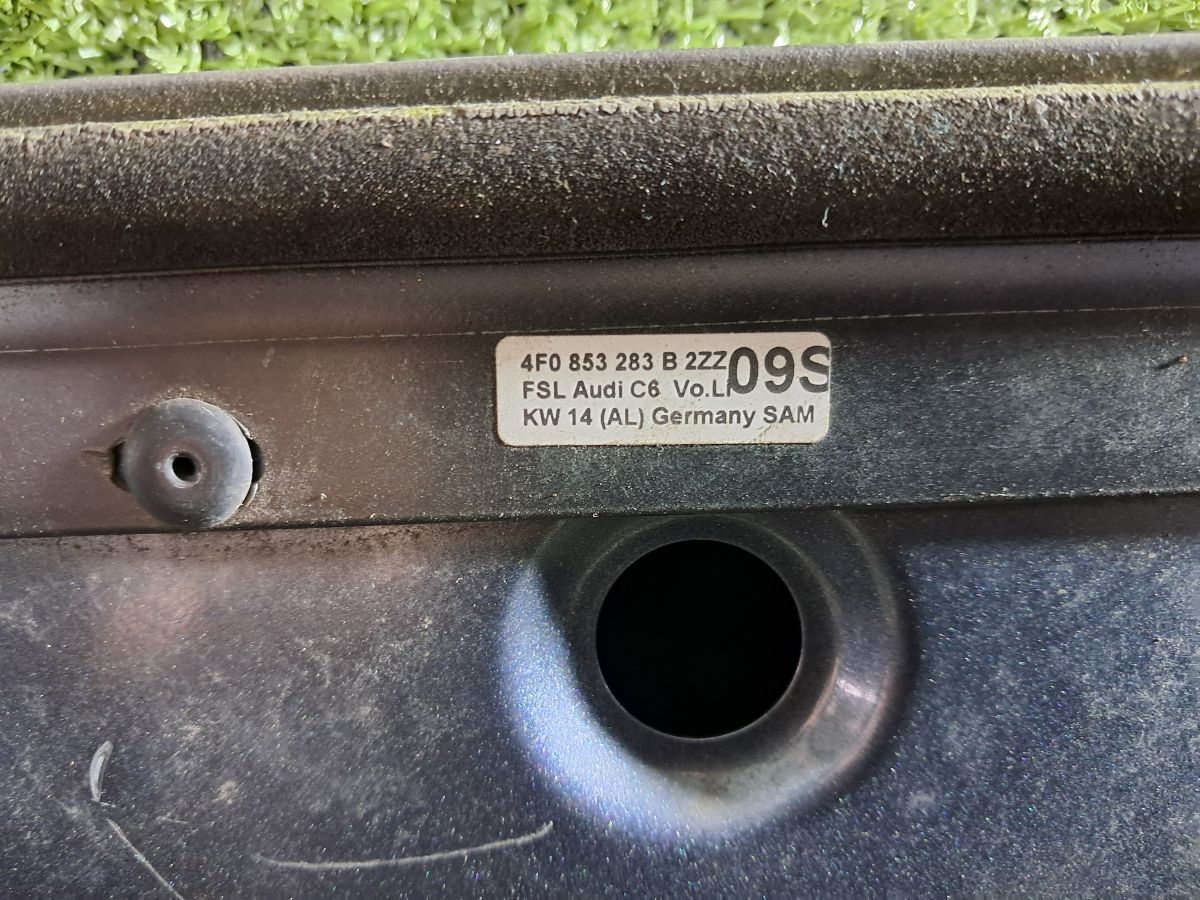 4F0 853 283 B 2ZZ 09S
FSL Audi C6 Vo.Li
KW 14 (AL) Germany SAM